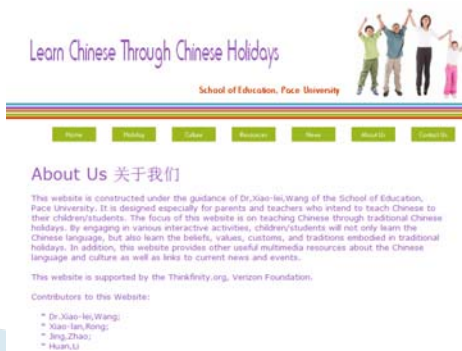 Learn Chinese Through Chinese Holidays
School of Education, Pace University
Home Holiday Culture Resources News About Us Contact Us
About Us 关于我们
This website is constructed under the guidance of Dr.Xiao-lei,Wang of the School of Education,
Pace University. It is designed especially for parents and teachers who intend to teach Chinese to
their children/students. The focus of this website is on teaching Chinese through traditional Chinese
holidays. By engaging in various interactive activities, children/students will not only learn the
Chinese language, but also learn the beliefs, values, customs, and traditions embodied in traditional
holidays. In addition, this website provides other useful multimedia resources about the Chinese
language and culture as well as links to current news and events.
This website is supported by the Thinkfinity.org, Verizon Foundation.
Contributors to this Website:
* Dr.Xiao-lei,Wang;
* Xiao-lan,Rong;
* Jing,Zhao;
* Huan,Li